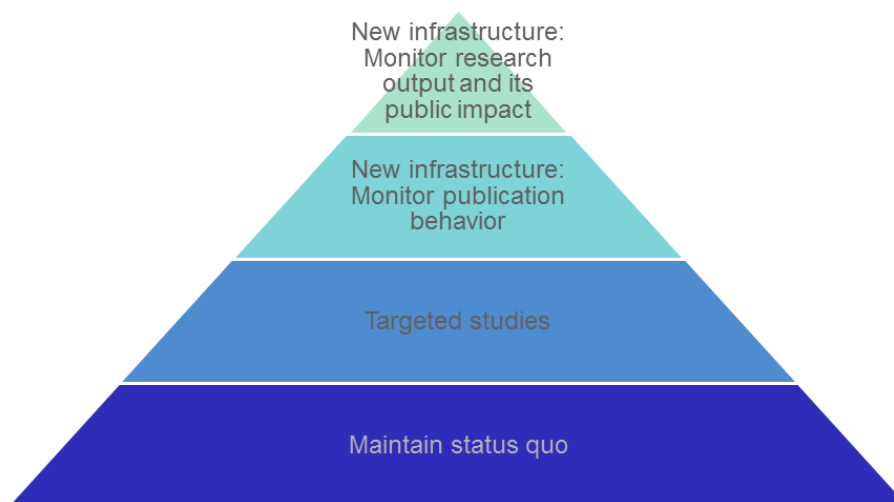 New infrastructure:
Monitor research
output and its
public impact
New infrastructure:
Monitor publication
behavior
Targeted studies
Maintain status quo